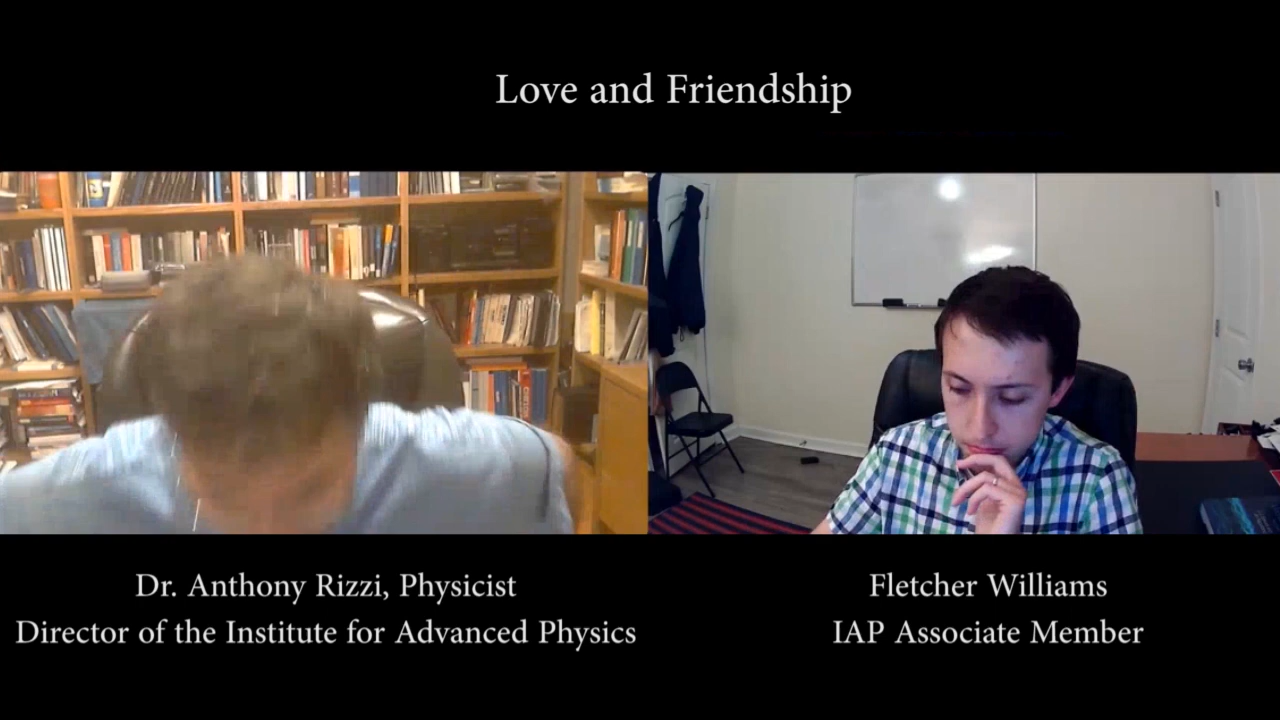 Love and Friendship
Dr. Anthony Rizzi, Physicist
Director of the Institute for Advanced Physics
Fletcher Williams
IAP Associate Member